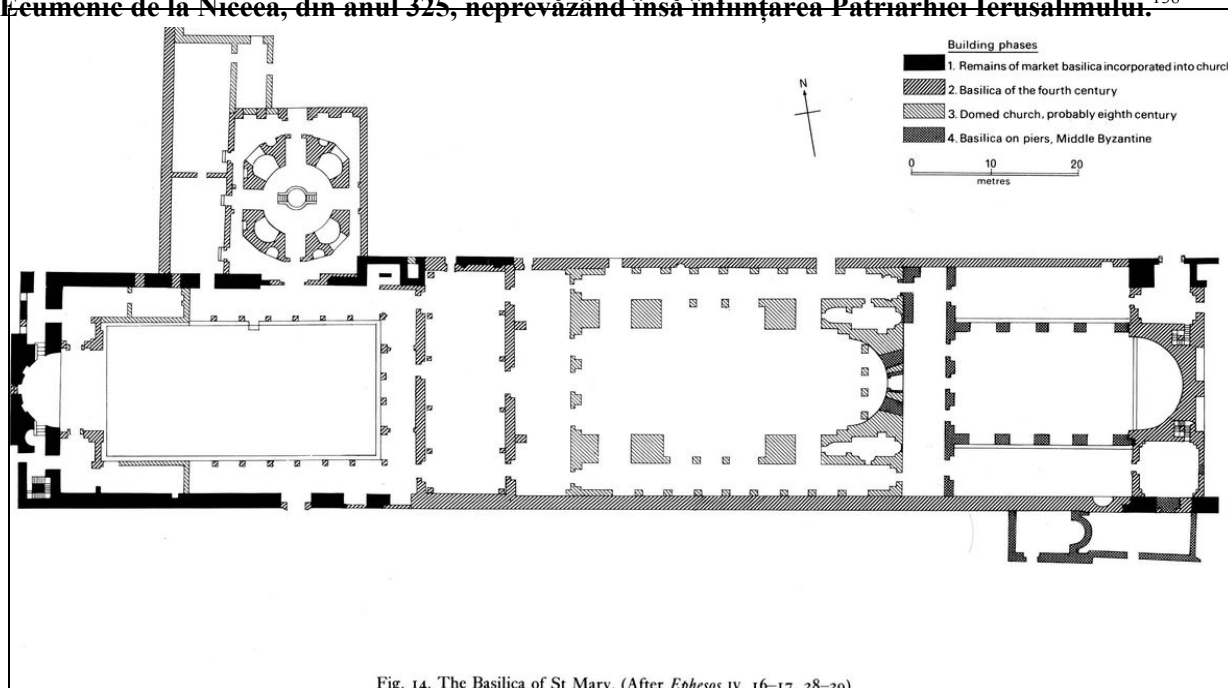 Ecumenic de la Niceea, din anul 325, neprevăzând însă înființarea Patriarhiei Ierusalimului.
Building phases
1. Remains of market basilica incorporated into church
2. Basilica of the fourth century
3. Domed church, probably eighth century
4. Basilica on piers, Middle Byzantine
N
0 10 20
metres
Fig. 14. The Basilica of St Mary. (After Ephesos IV, 16–17, 28–29)